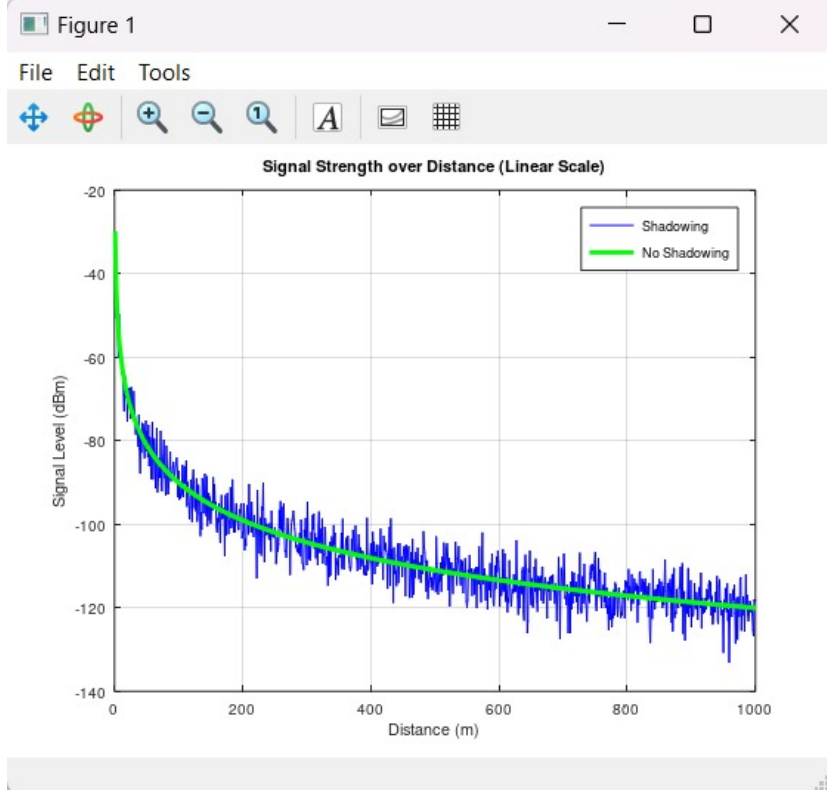 Figure 1
File Edit Tools
1 A
Signal Strength over Distance (Linear Scale)
-20
Shadowing
No Shadowing
-40
-60
-80
-100
-120
-140
Signal Level (dBm)
0 200 400 600 800 1000
Distance (m)